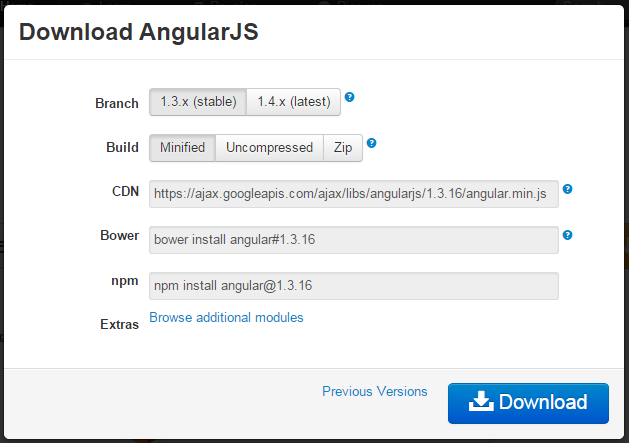 Download AngularJS
Branch 1.3.x (stable) 1.4.x (latest) ?
Build Minified Uncompressed Zip ?
CDN https://ajax.googleapis.com/ajax/libs/angularjs/1.3.16/angular.min.js ?
Bower bower install angular#1.3.16 ?
npm npm install angular@1.3.16
Extras Browse additional modules
Previous Versions Download